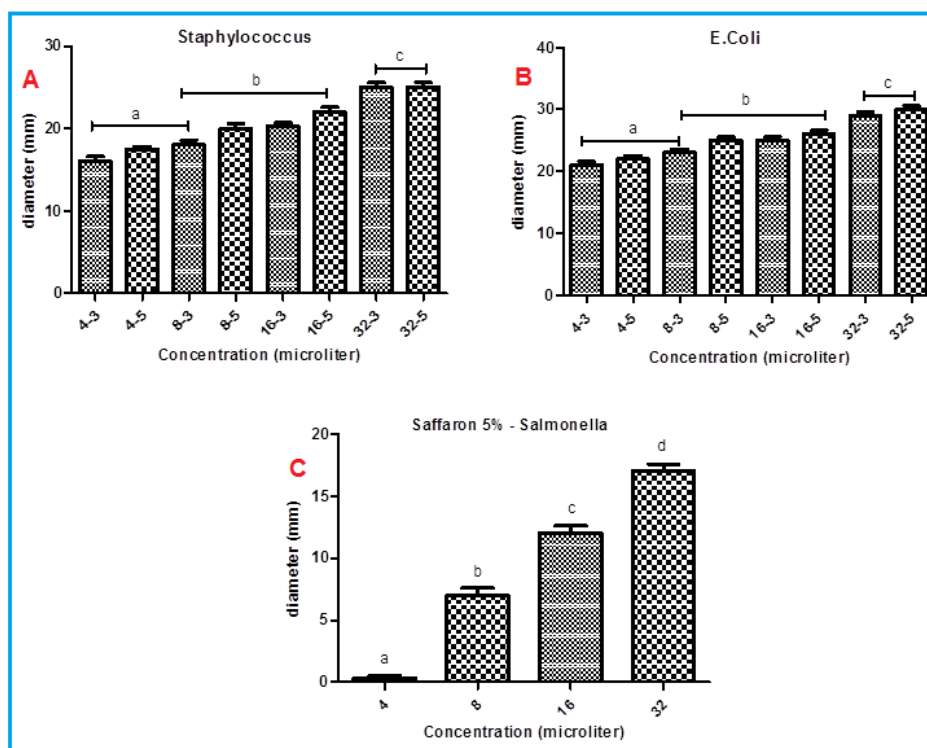 Staphylococcus
A
30
20
10
0
diameter (mm)
a
b
c
4-3
4-5
8-3
8-5
16-3
16-5
32-3
32-5
Concentration (microliter)
E.Coli
B
40
30
20
10
0
diameter (mm)
a
b
c
4-3
4-5
8-3
8-5
16-3
16-5
32-3
32-5
Concentration (microliter)
Saffaron 5% - Salmonella
C
20
15
10
5
0
diameter (mm)
a
b
c
d
4
8
16
32
Concentration (microliter)